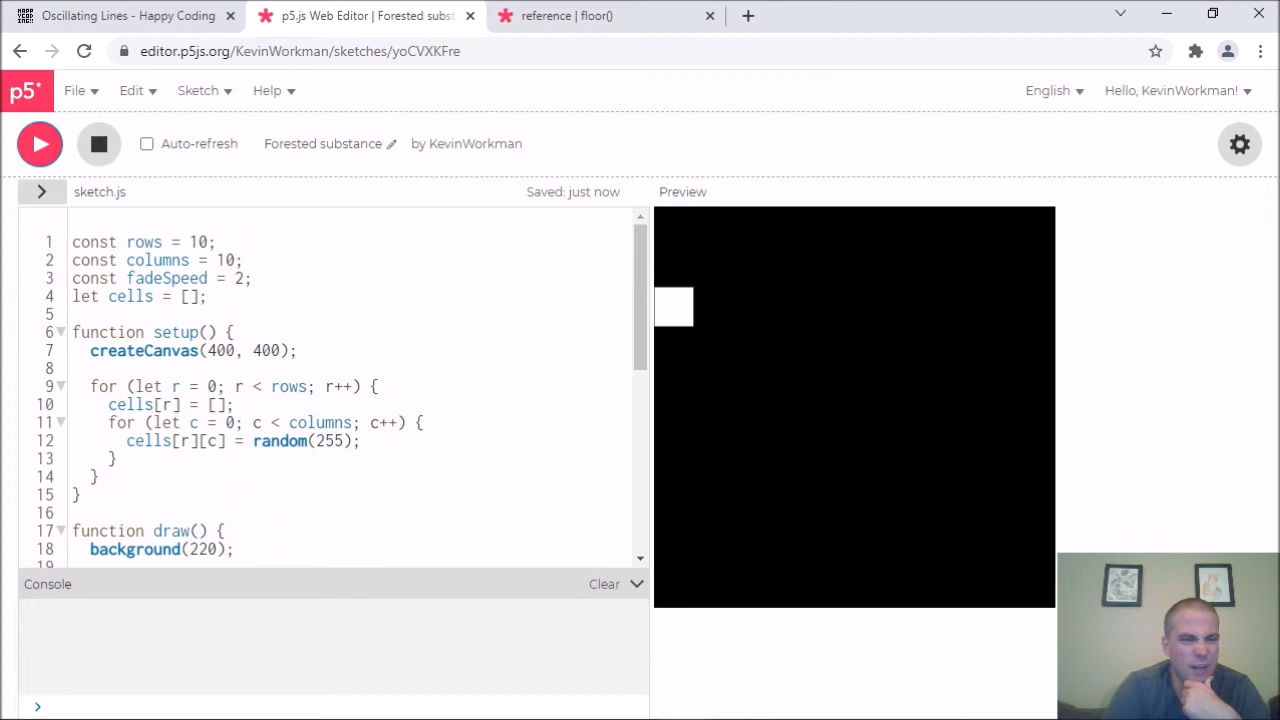 HAPPY CODING
Oscillating Lines - Happy Coding
p5.js Web Editor | Forested subst
reference | floor()
editor.p5js.org/KevinWorkman/sketches/yoCVXKFre
p5*
File
Edit
Sketch
Help
English
Hello, KevinWorkman!
Auto-refresh
Forested substance
by KevinWorkman
sketch.js
Saved: just now
Preview
1 const rows = 10;
2 const columns = 10;
3 const fadeSpeed = 2;
4 let cells = [];
5
6 function setup() {
7 createCanvas(400, 400);
8
9 for (let r = 0; r < rows; r++) {
10 cells[r] = [];
11 for (let c = 0; c < columns; c++) {
12 cells[r][c] = random(255);
13 }
14 }
15 }
16
17 function draw() {
18 background(220);
19
Console
Clear
>